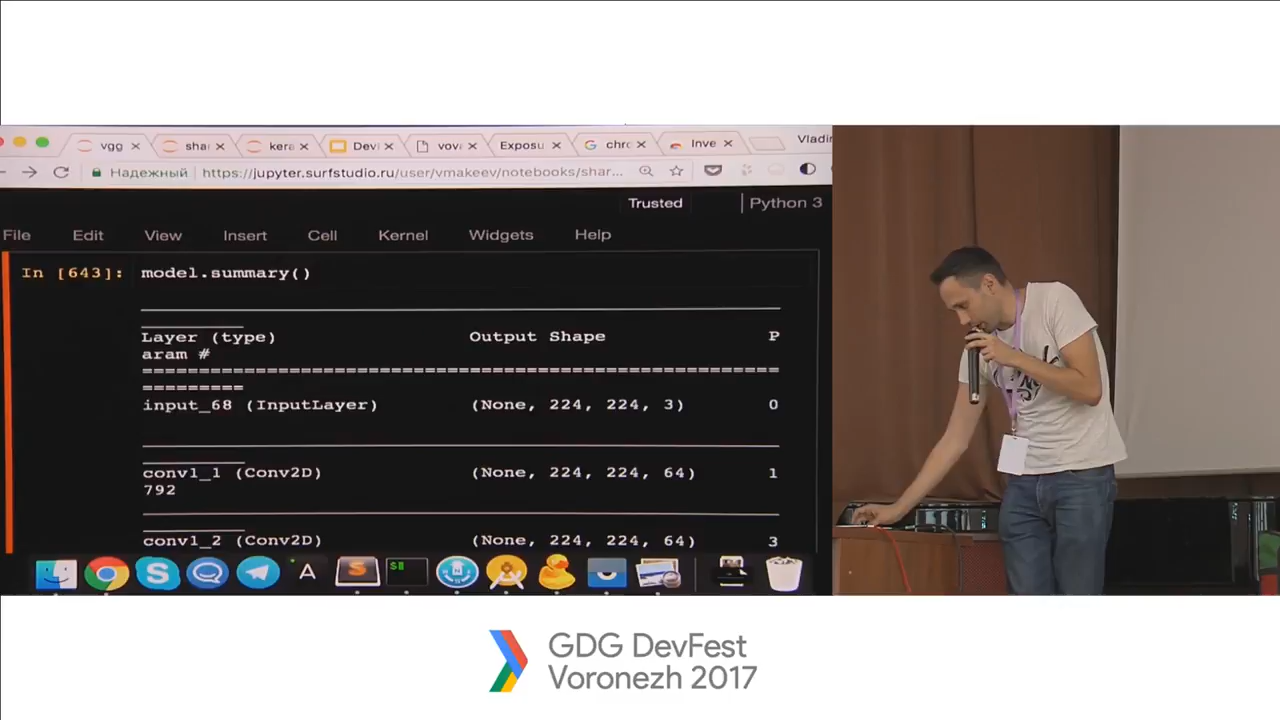 vgg
shar
kera
Devl
vova
Exposu
chro
Inve
Vladi
Надежный
https://jupyter.surfstudio.ru/user/vmakeev/notebooks/shar...
Trusted
Python 3
File Edit View Insert Cell Kernel Widgets Help
In [643]: model.summary()
Layer (type) Output Shape P
aram #
input_68 (InputLayer) (None, 224, 224, 3) 0
conv1_1 (Conv2D) (None, 224, 224, 64) 1
792
conv1_2 (Conv2D) (None, 224, 224, 64) 3
GDG DevFest
Voronezh 2017